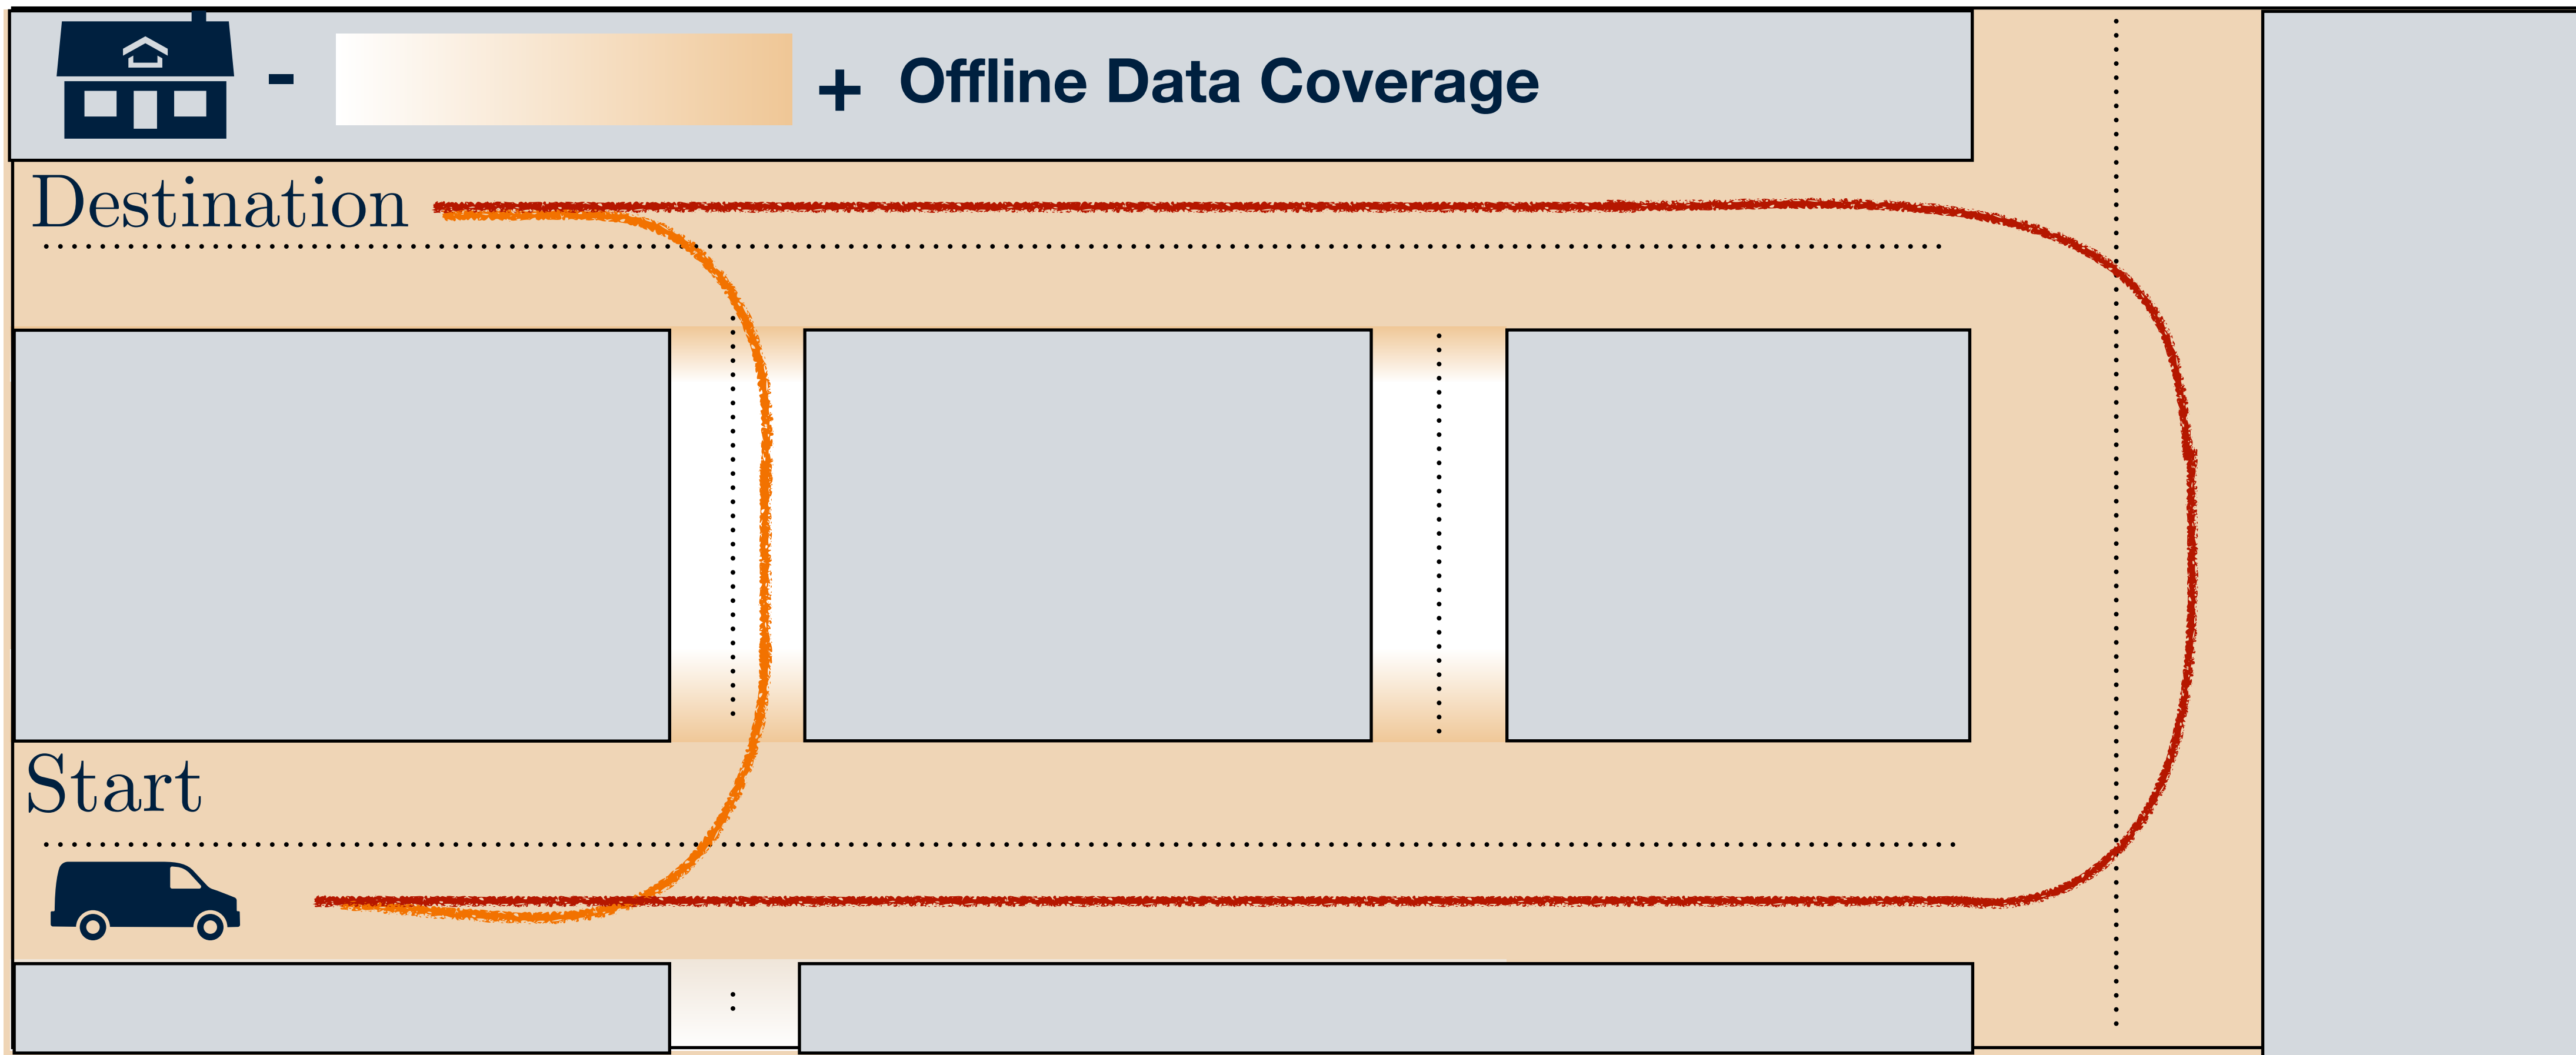 - + Offline Data Coverage
Destination
Start